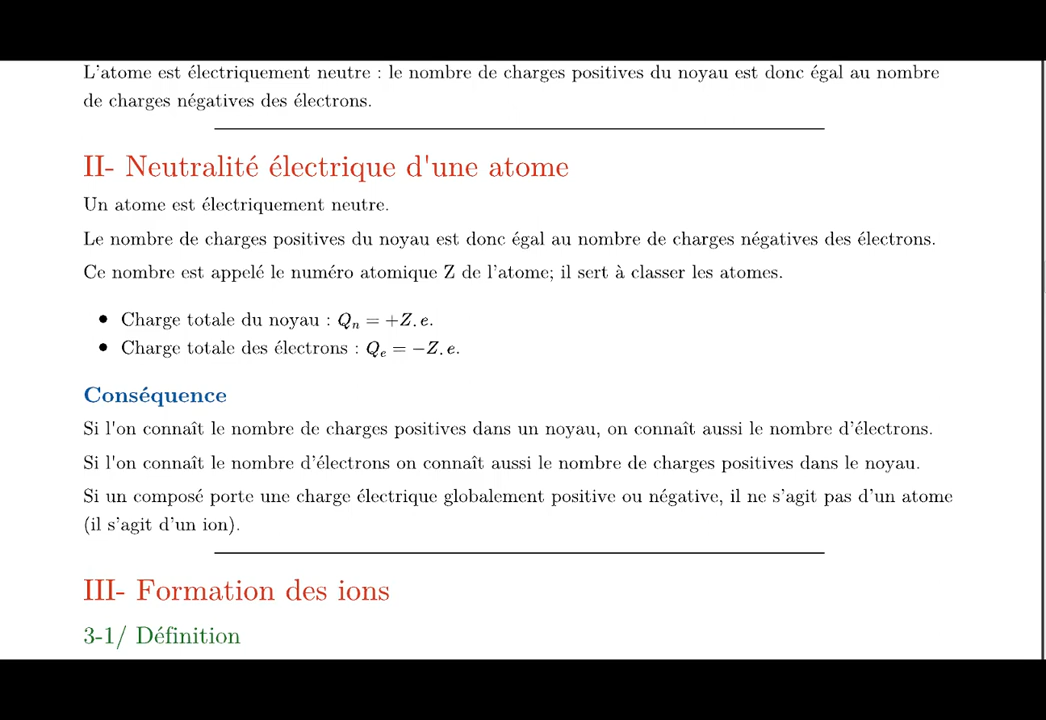 L'atome est électriquement neutre : le nombre de charges positives du noyau est donc égal au nombre
de charges négatives des électrons.
II- Neutralité électrique d'une atome
Un atome est électriquement neutre.
Le nombre de charges positives du noyau est donc égal au nombre de charges négatives des électrons.
Ce nombre est appelé le numéro atomique Z de l'atome; il sert à classer les atomes.
• Charge totale du noyau : Qₙ = +Z.e.
• Charge totale des électrons : Qₑ = −Z.e.
Conséquence
Si l'on connaît le nombre de charges positives dans un noyau, on connaît aussi le nombre d'électrons.
Si l'on connaît le nombre d'électrons on connaît aussi le nombre de charges positives dans le noyau.
Si un composé porte une charge électrique globalement positive ou négative, il ne s'agit pas d'un atome
(il s'agit d'un ion).
III- Formation des ions
3-1/ Définition